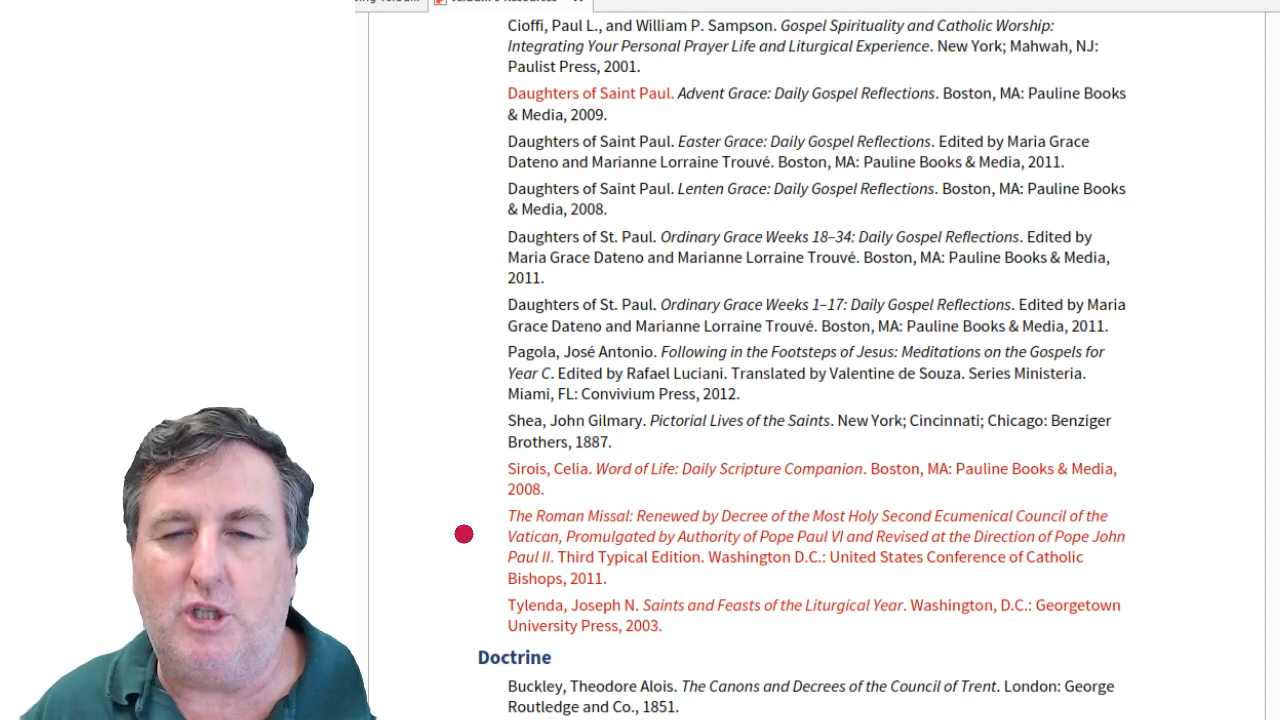 Cioffi, Paul L., and William P. Sampson. Gospel Spirituality and Catholic Worship:
Integrating Your Personal Prayer Life and Liturgical Experience. New York; Mahwah, NJ:
Paulist Press, 2001.
Daughters of Saint Paul. Advent Grace: Daily Gospel Reflections. Boston, MA: Pauline Books
& Media, 2009.
Daughters of Saint Paul. Easter Grace: Daily Gospel Reflections. Edited by Maria Grace
Dateno and Marianne Lorraine Trouvé. Boston, MA: Pauline Books & Media, 2011.
Daughters of Saint Paul. Lenten Grace: Daily Gospel Reflections. Boston, MA: Pauline Books
& Media, 2008.
Daughters of St. Paul. Ordinary Grace Weeks 18–34: Daily Gospel Reflections. Edited by
Maria Grace Dateno and Marianne Lorraine Trouvé. Boston, MA: Pauline Books & Media,
2011.
Daughters of St. Paul. Ordinary Grace Weeks 1–17: Daily Gospel Reflections. Edited by Maria
Grace Dateno and Marianne Lorraine Trouvé. Boston, MA: Pauline Books & Media, 2011.
Pagola, José Antonio. Following in the Footsteps of Jesus: Meditations on the Gospels for
Year C. Edited by Rafael Luciani. Translated by Valentine de Souza. Series Ministeria.
Miami, FL: Convivium Press, 2012.
Shea, John Gilmary. Pictorial Lives of the Saints. New York; Cincinnati; Chicago: Benziger
Brothers, 1887.
Sirois, Celia. Word of Life: Daily Scripture Companion. Boston, MA: Pauline Books & Media,
2008.
The Roman Missal: Renewed by Decree of the Most Holy Second Ecumenical Council of the
Vatican, Promulgated by Authority of Pope Paul VI and Revised at the Direction of Pope John
Paul II. Third Typical Edition. Washington D.C.: United States Conference of Catholic
Bishops, 2011.
Tylenda, Joseph N. Saints and Feasts of the Liturgical Year. Washington, D.C.: Georgetown
University Press, 2003.
Doctrine
Buckley, Theodore Alois. The Canons and Decrees of the Council of Trent. London: George
Routledge and Co., 1851.